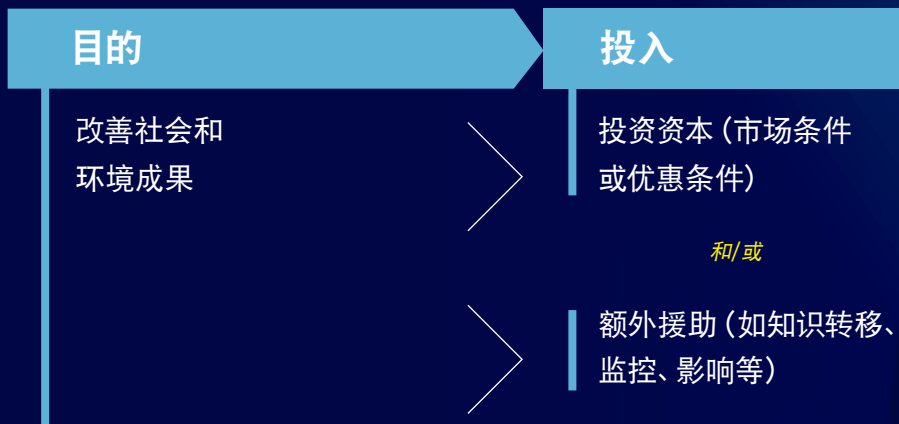 目的
改善社会和
环境成果
投入
投资资本（市场条件
或优惠条件）
和/或
额外援助（如知识转移、
监控、影响等）